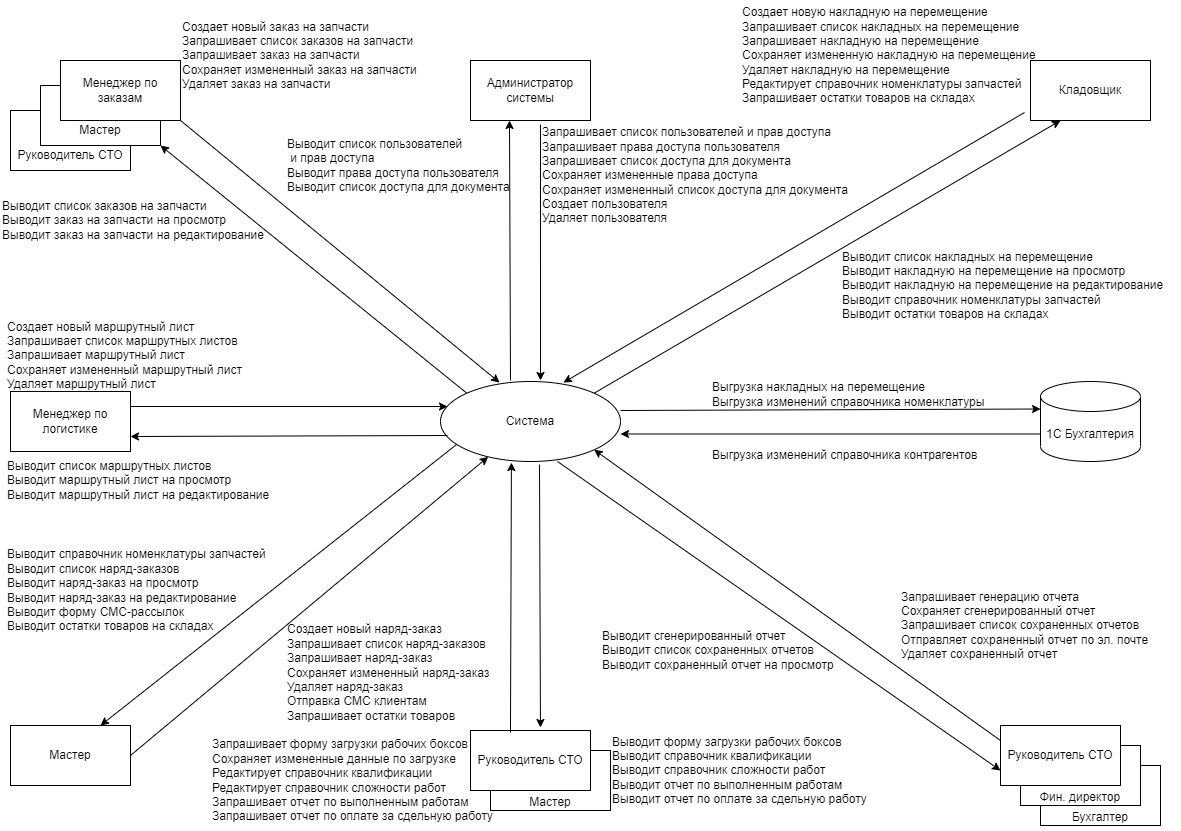 Создает новый заказ на запчасти
Запрашивает список заказов на запчасти
Запрашивает заказ на запчасти
Сохраняет измененный заказ на запчасти
Удаляет заказ на запчасти
Менеджер по
заказам
Мастер
Руководитель СТО
Выводит список заказов на запчасти
Выводит заказ на запчасти на просмотр
Выводит заказ на запчасти на редактирование
Администратор
системы
Выводит список пользователей
и прав доступа
Выводит права доступа пользователя
Выводит список доступа для документа
Запрашивает список пользователей и прав доступа
Запрашивает права доступа пользователя
Запрашивает список доступа для документа
Сохраняет измененные права доступа
Сохраняет измененный список доступа для документа
Создает пользователя
Удаляет пользователя
Создает новую накладную на перемещение
Запрашивает список накладных на перемещение
Запрашивает накладную на перемещение
Сохраняет измененную накладную на перемещение
Удаляет накладную на перемещение
Редактирует справочник номенклатуры запчастей
Запрашивает остатки товаров на складах
Кладовщик
Выводит список накладных на перемещение
Выводит накладную на перемещение на просмотр
Выводит накладную на перемещение на редактирование
Выводит справочник номенклатуры запчастей
Выводит остатки товаров на складах
Создает новый маршрутный лист
Запрашивает список маршрутных листов
Запрашивает маршрутный лист
Сохраняет измененный маршрутный лист
Удаляет маршрутный лист
Менеджер по
логистике
Выводит список маршрутных листов
Выводит маршрутный лист на просмотр
Выводит маршрутный лист на редактирование
Система
Выгрузка накладных на перемещение
Выгрузка изменений справочника номенклатуры
1С Бухгалтерия
Выгрузка изменений справочника контрагентов
Выводит справочник номенклатуры запчастей
Выводит список наряд-заказов
Выводит наряд-заказ на просмотр
Выводит наряд-заказ на редактирование
Выводит форму СМС-рассылок
Выводит остатки товаров на складах
Создает новый наряд-заказ
Запрашивает список наряд-заказов
Запрашивает наряд-заказ
Сохраняет измененный наряд-заказ
Удаляет наряд-заказ
Отправка СМС клиентам
Запрашивает остатки товаров
Мастер
Запрашивает форму загрузки рабочих боксов
Сохраняет измененные данные по загрузке
Редактирует справочник квалификации
Редактирует справочник сложности работ
Запрашивает отчет по выполненным работам
Запрашивает отчет по оплате за сдельную работу
Руководитель СТО
Мастер
Выводит форму загрузки рабочих боксов
Выводит справочник квалификации
Выводит справочник сложности работ
Выводит отчет по выполненным работам
Выводит отчет по оплате за сдельную работу
Выводит сгенерированный отчет
Выводит список сохраненных отчетов
Выводит сохраненный отчет на просмотр
Запрашивает генерацию отчета
Сохраняет сгенерированный отчет
Запрашивает список сохраненных отчетов
Отправляет сохраненный отчет по эл. почте
Удаляет сохраненный отчет
Руководитель СТО
Фин. директор
Бухгалтер